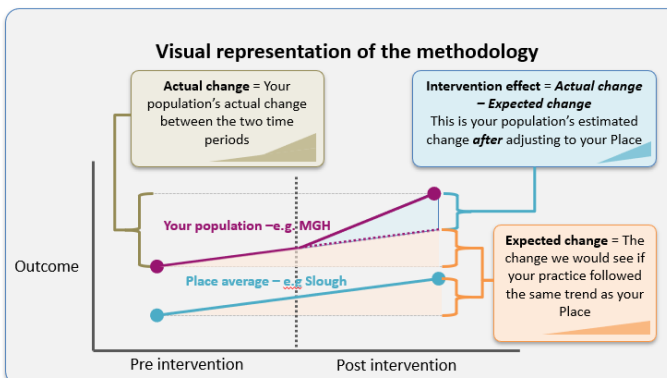 Visual representation of the methodology
Actual change = Your
population's actual change
between the two time
periods
Intervention effect = Actual change
– Expected change
This is your population's estimated
change after adjusting to your Place
Your population –e.g. MGH
Expected change = The
change we would see if
your practice followed
the same trend as your
Place
Outcome
Place average – e.g Slough
Pre intervention
Post intervention